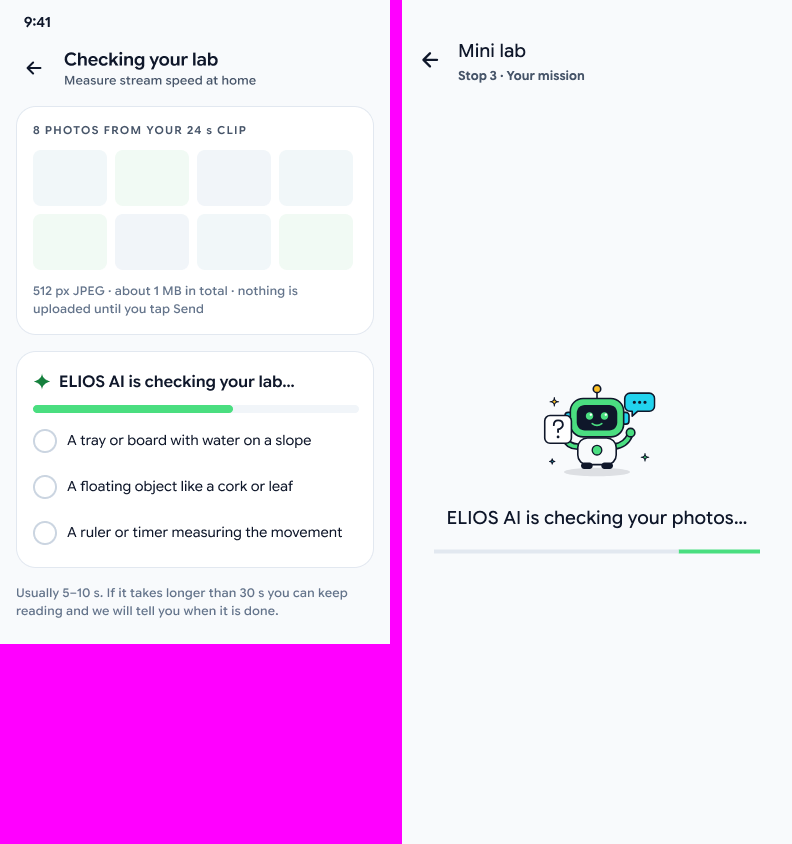 9:41
Checking your lab
Measure stream speed at home
8 PHOTOS FROM YOUR 24 s CLIP
512 px JPEG · about 1 MB in total · nothing is
uploaded until you tap Send
ELIOS AI is checking your lab...
A tray or board with water on a slope
A floating object like a cork or leaf
A ruler or timer measuring the movement
Usually 5–10 s. If it takes longer than 30 s you can keep
reading and we will tell you when it is done.
Mini lab
Stop 3 · Your mission
?
ELIOS AI is checking your photos...